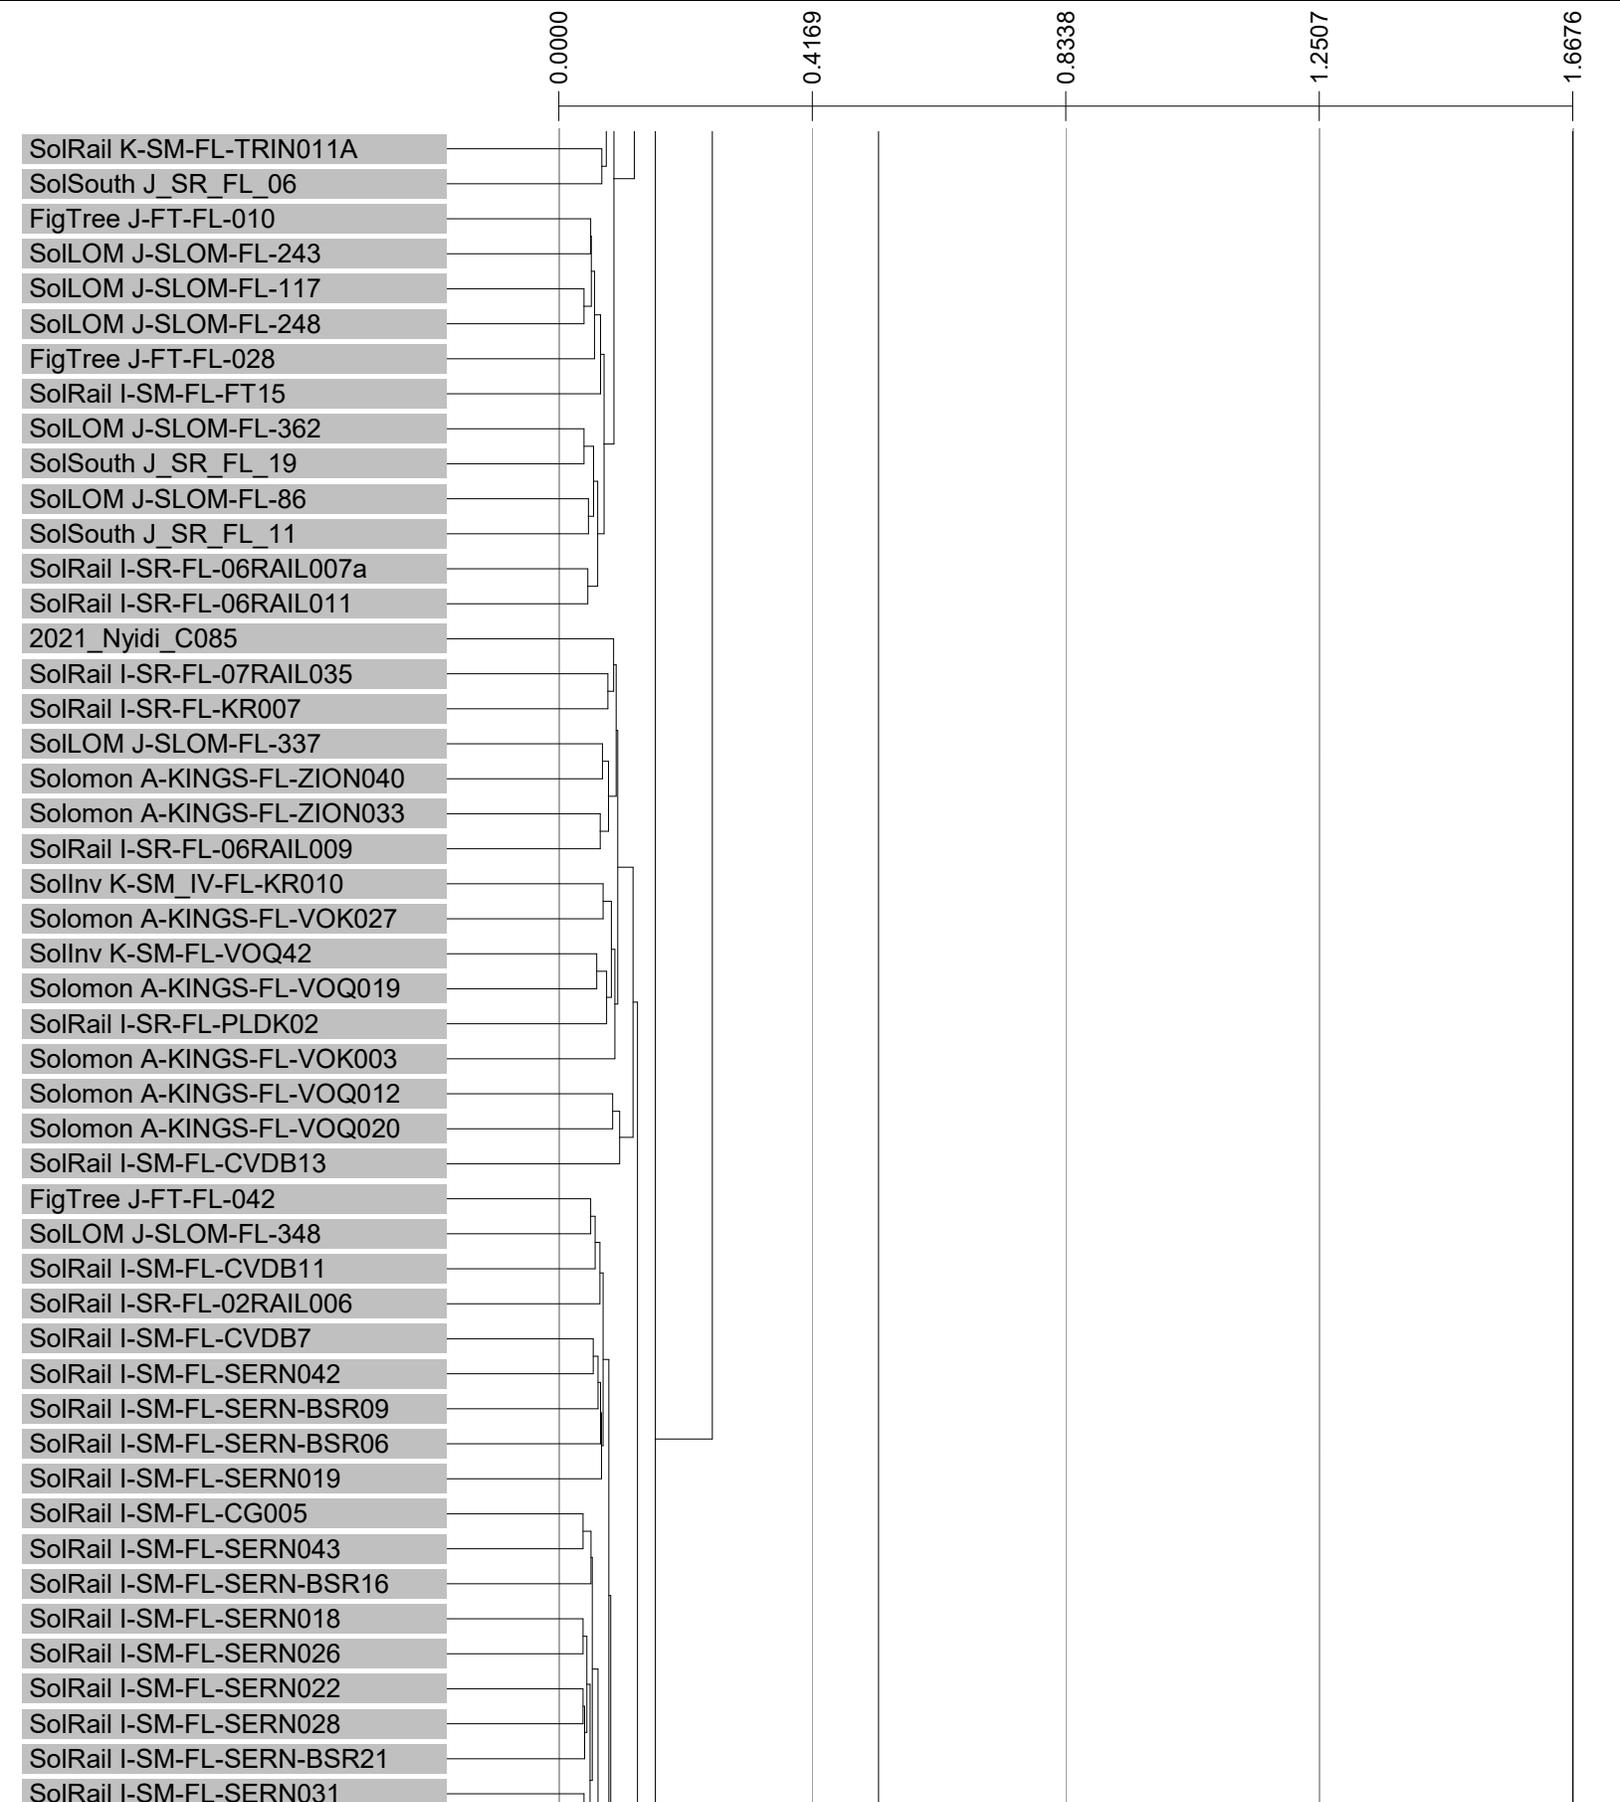 0.0000
0.4169
0.8338
1.2507
1.6676
SolRail K-SM-FL-TRIN011A
SolSouth J_SR_FL_06
FigTree J-FT-FL-010
SolLOM J-SLOM-FL-243
SolLOM J-SLOM-FL-117
SolLOM J-SLOM-FL-248
FigTree J-FT-FL-028
SolRail I-SM-FL-FT15
SolLOM J-SLOM-FL-362
SolSouth J_SR_FL_19
SolLOM J-SLOM-FL-86
SolSouth J_SR_FL_11
SolRail I-SR-FL-06RAIL007a
SolRail I-SR-FL-06RAIL011
2021_Nyidi_C085
SolRail I-SR-FL-07RAIL035
SolRail I-SR-FL-KR007
SolLOM J-SLOM-FL-337
Solomon A-KINGS-FL-ZION040
Solomon A-KINGS-FL-ZION033
SolRail I-SR-FL-06RAIL009
SolInv K-SM_IV-FL-KR010
Solomon A-KINGS-FL-VOK027
SolInv K-SM-FL-VOQ42
Solomon A-KINGS-FL-VOQ019
SolRail I-SR-FL-PLDK02
Solomon A-KINGS-FL-VOK003
Solomon A-KINGS-FL-VOQ012
Solomon A-KINGS-FL-VOQ020
SolRail I-SM-FL-CVDB13
FigTree J-FT-FL-042
SolLOM J-SLOM-FL-348
SolRail I-SM-FL-CVDB11
SolRail I-SR-FL-02RAIL006
SolRail I-SM-FL-CVDB7
SolRail I-SM-FL-SERN042
SolRail I-SM-FL-SERN-BSR09
SolRail I-SM-FL-SERN-BSR06
SolRail I-SM-FL-SERN019
SolRail I-SM-FL-CG005
SolRail I-SM-FL-SERN043
SolRail I-SM-FL-SERN-BSR16
SolRail I-SM-FL-SERN018
SolRail I-SM-FL-SERN026
SolRail I-SM-FL-SERN022
SolRail I-SM-FL-SERN028
SolRail I-SM-FL-SERN-BSR21
SolRail I-SM-FL-SERN031